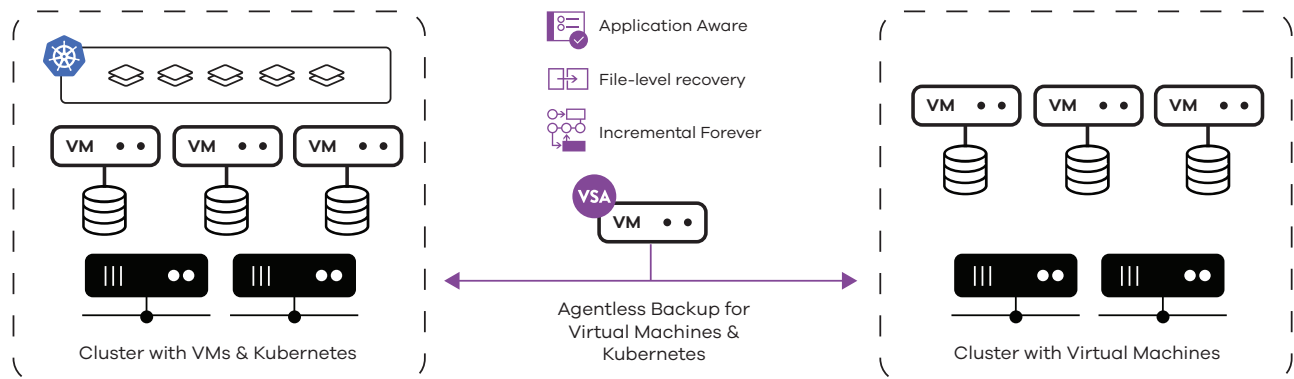 VM
VM
VM
Cluster with VMs & Kubernetes
Application Aware
File-level recovery
Incremental Forever
VSA
VM
Agentless Backup for
Virtual Machines &
Kubernetes
VM
VM
VM
Cluster with Virtual Machines